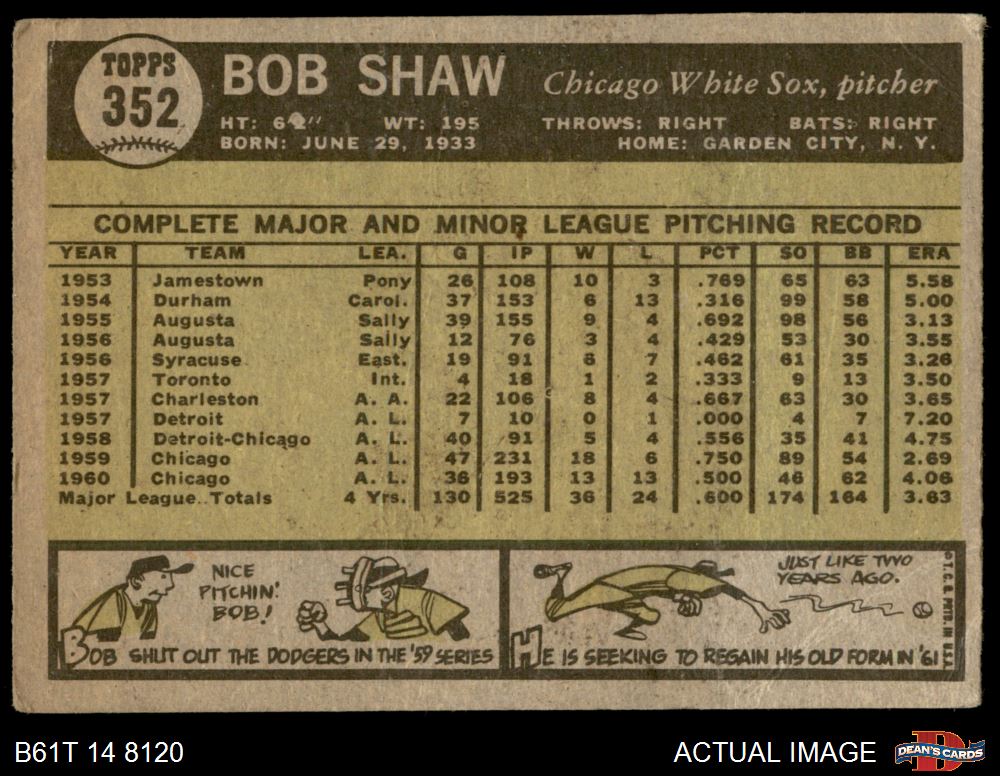 TOPPS
352
BOB SHAW Chicago White Sox, pitcher
HT: 6-2" WT: 195 THROWS: RIGHT BATS: RIGHT
BORN: JUNE 29, 1933 HOME: GARDEN CITY, N. Y.
COMPLETE MAJOR AND MINOR LEAGUE PITCHING RECORD
YEAR TEAM LEA. G IP W L PCT SO BB ERA
1953 Jamestown Pony 26 108 10 3 .769 65 63 5.58
1954 Durham Carol. 37 153 6 13 .316 99 58 5.00
1955 Augusta Sally 39 155 9 4 .692 98 56 3.13
1956 Augusta Sally 12 76 3 4 .429 53 30 3.55
1956 Syracuse East. 19 91 6 7 .462 61 35 3.26
1957 Toronto Int. 4 18 1 2 .333 9 13 3.50
1957 Charleston A. A. 22 106 8 4 .667 63 30 3.65
1957 Detroit A. L. 7 10 0 1 .000 4 7 7.20
1958 Detroit-Chicago A. L. 40 91 5 4 .556 35 41 4.75
1959 Chicago A. L. 47 231 18 6 .750 89 54 2.69
1960 Chicago A. L. 36 193 13 13 .500 46 62 4.06
Major League Totals 4 Yrs. 130 525 36 24 .600 174 164 3.63
NICE
PITCHIN'
BOB!
BOB SHUT OUT THE DODGERS IN THE '59 SERIES
JUST LIKE TWO
YEARS AGO.
HE IS SEEKING TO REGAIN HIS OLD FORM IN '61
© T. C. G. PRTD. IN U.S.A.
B61T 14 8120 ACTUAL IMAGE DEAN'S CARDS